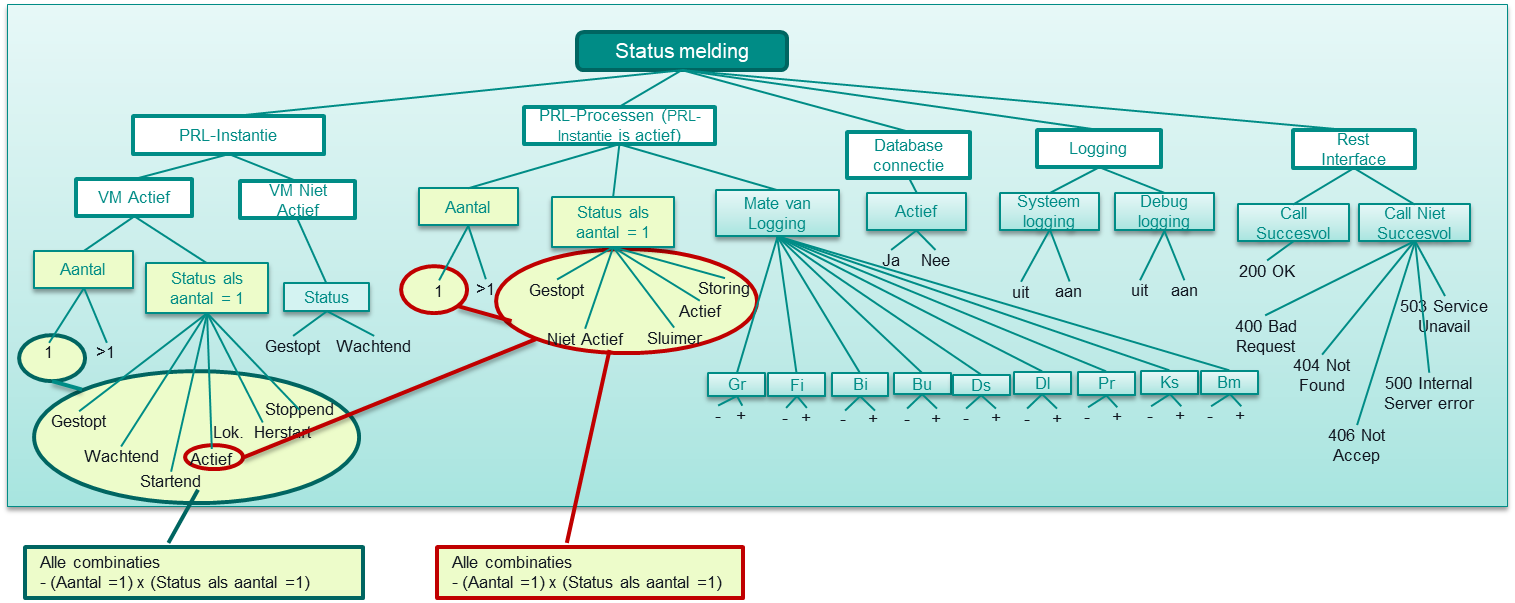 Status melding
PRL-Instantie
PRL-Processen (PRL-
Instantie is actief)
Database
connectie
Logging
Rest
Interface
VM Actief
VM Niet
Actief
Aantal
Status als
aantal = 1
Mate van
Logging
Actief
Systeem
logging
Debug
logging
Call
Succesvol
Call Niet
Succesvol
Aantal
Status als
aantal = 1
Status
1
>1
Gestopt
Wachtend
1
>1
Gestopt
Niet Actief
Sluimer
Actief
Storing
Ja
Nee
uit
aan
uit
aan
200 OK
400 Bad
Request
404 Not
Found
406 Not
Accep
500 Internal
Server error
503 Service
Unavail
Gestopt
Wachtend
Startend
Lok.
Actief
Herstart
Stoppend
Gr
Fi
Bi
Bu
Ds
Dl
Pr
Ks
Bm
- +
- +
- +
- +
- +
- +
- +
- +
- +
Alle combinaties
- (Aantal =1) x (Status als aantal =1)
Alle combinaties
- (Aantal =1) x (Status als aantal =1)